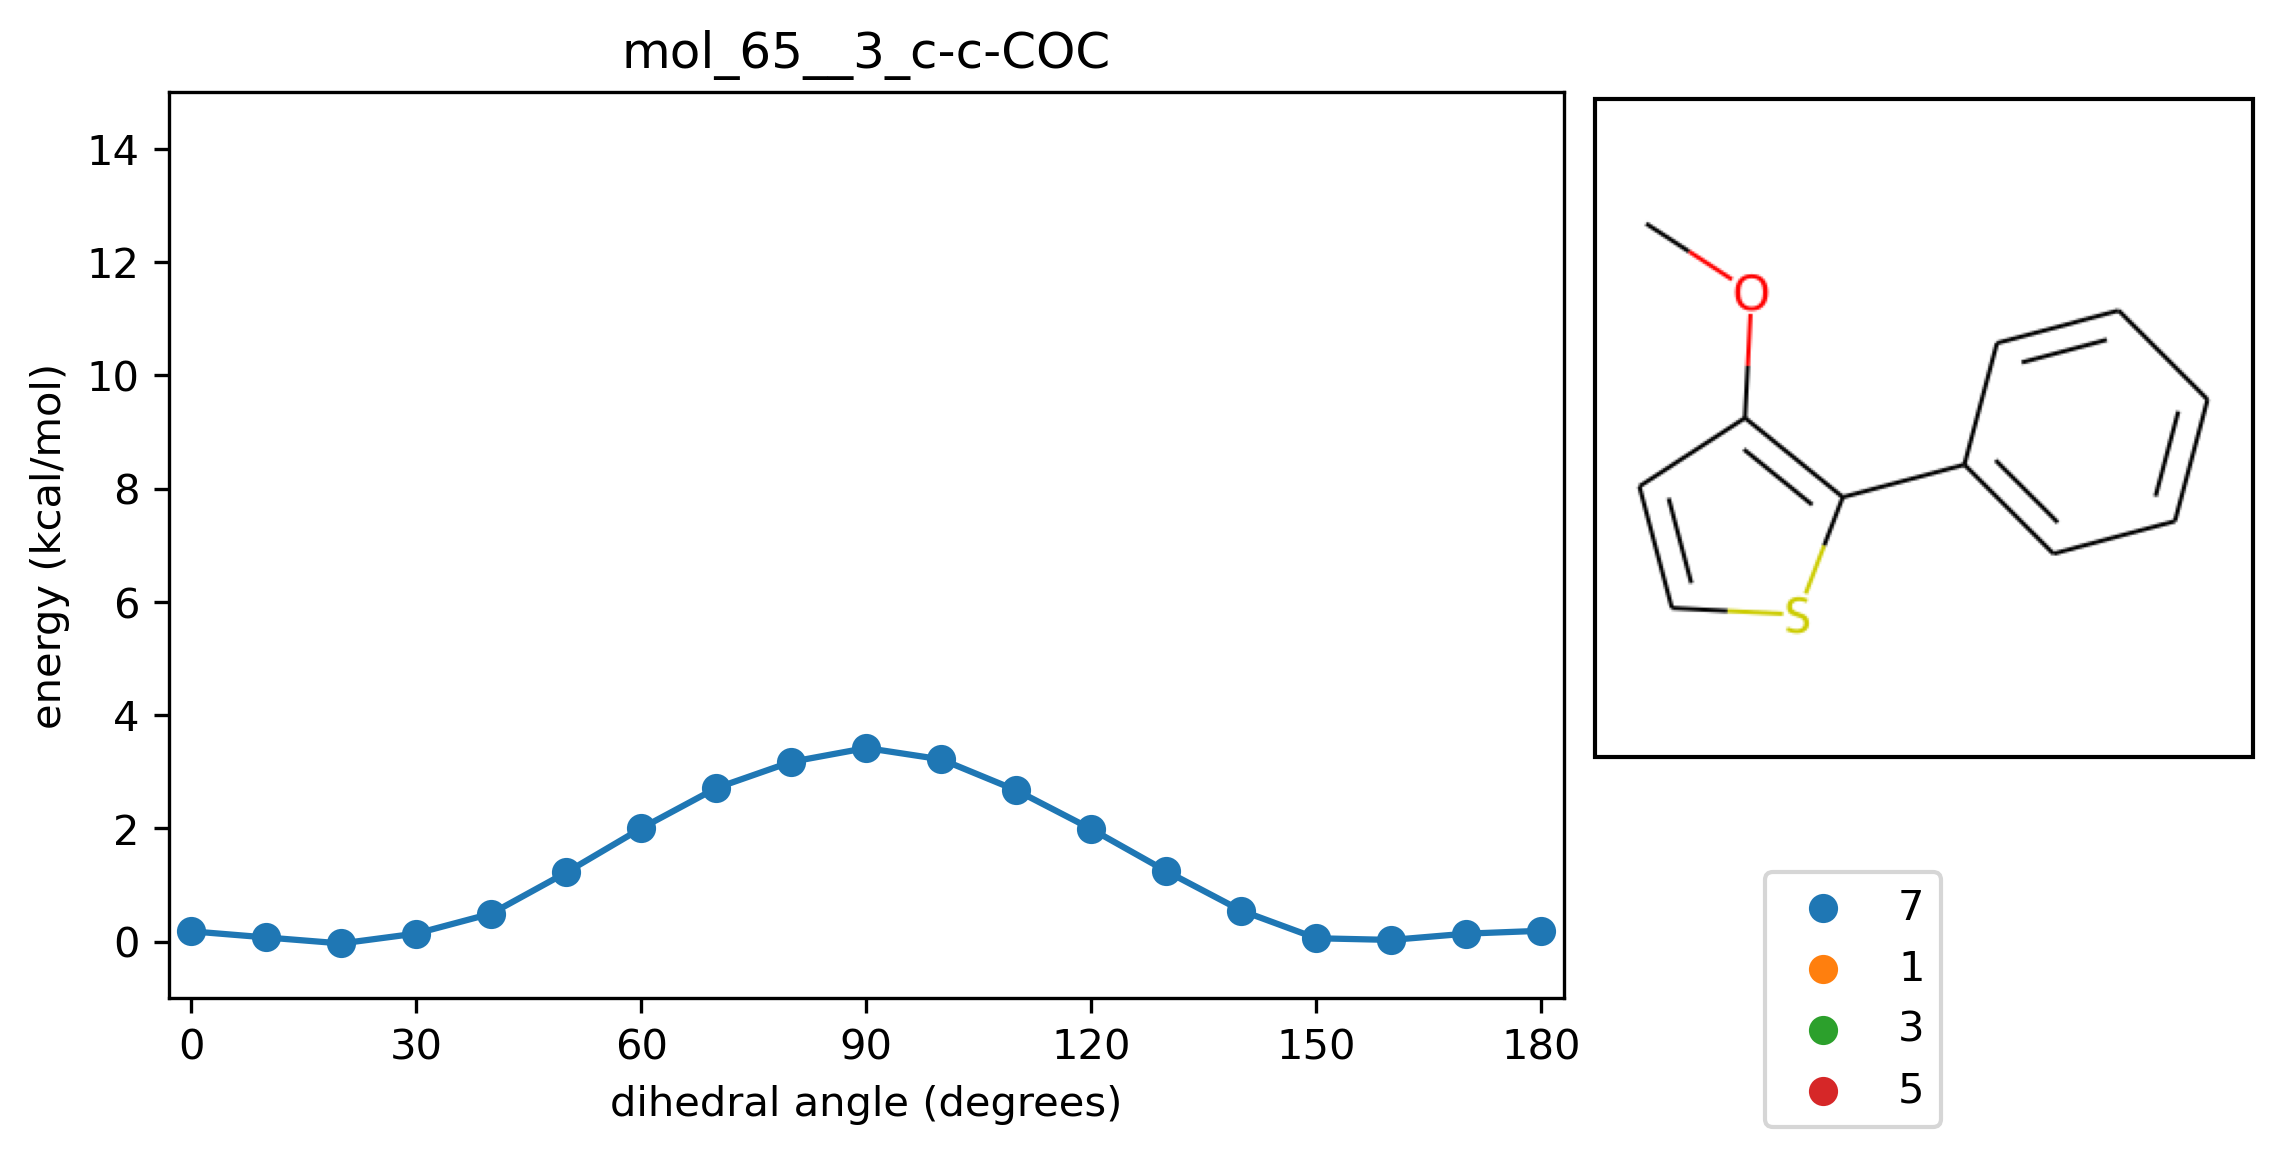 mol_65__3_c-c-COC
energy (kcal/mol)
14
12
10
8
6
4
2
0
0 30 60 90 120 150 180
dihedral angle (degrees)
O
S
7
1
3
5